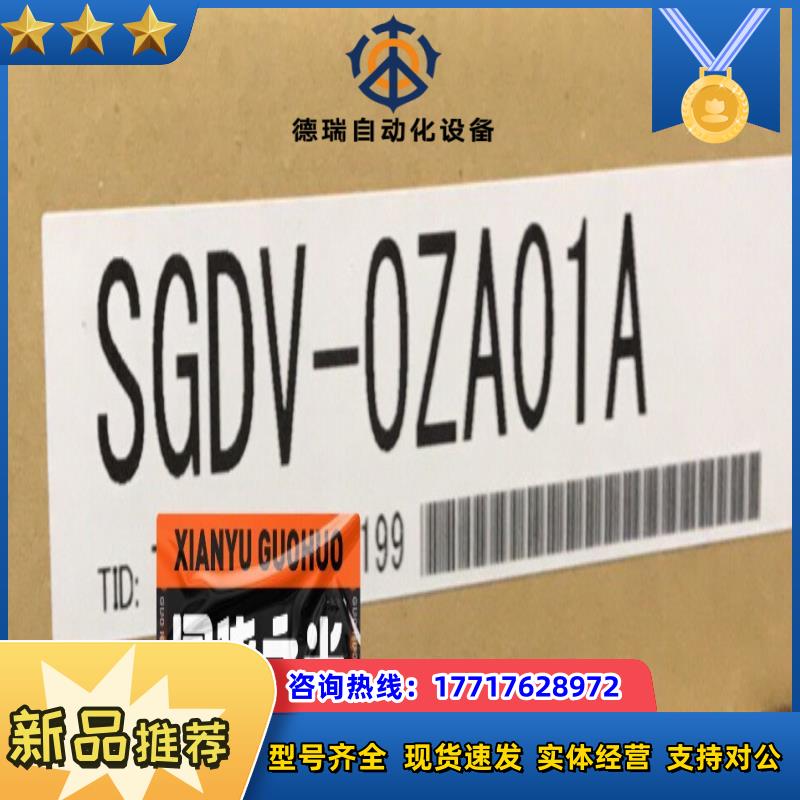 德瑞自动化设备
SGDV-0ZA01A
TID:
199
XIANYU GUOHUO
咨询热线：17717628972
新品推荐
型号齐全 现货速发 实体经营 支持对公